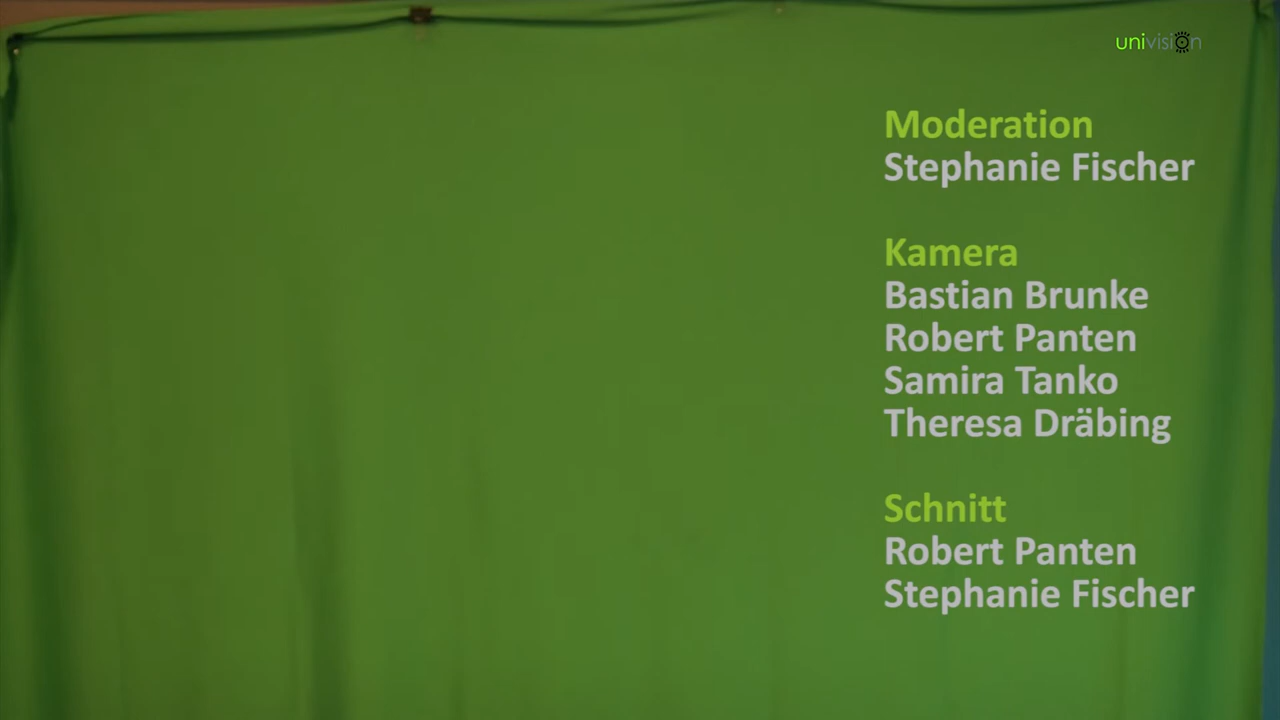 univision
Moderation
Stephanie Fischer
Kamera
Bastian Brunke
Robert Panten
Samira Tanko
Theresa Dräbing
Schnitt
Robert Panten
Stephanie Fischer